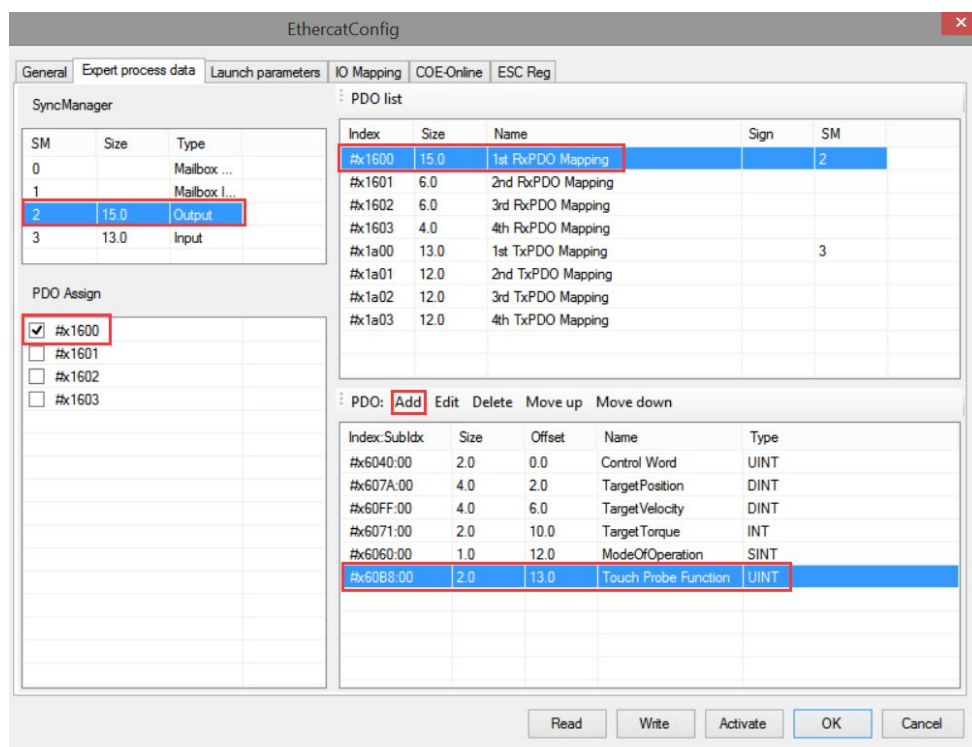 EthercatConfig
General Expert process data Launch parameters IO Mapping COE-Online ESC Reg
SyncManager
SM Size Type
0 Mailbox ...
1 Mailbox I...
2 15.0 Output
3 13.0 Input
PDO Assign
#x1600
#x1601
#x1602
#x1603
PDO list
Index Size Name Sign SM
#x1600 15.0 1st RxPDO Mapping 2
#x1601 6.0 2nd RxPDO Mapping
#x1602 6.0 3rd RxPDO Mapping
#x1603 4.0 4th RxPDO Mapping
#x1a00 13.0 1st TxPDO Mapping 3
#x1a01 12.0 2nd TxPDO Mapping
#x1a02 12.0 3rd TxPDO Mapping
#x1a03 12.0 4th TxPDO Mapping
PDO: Add Edit Delete Move up Move down
Index:SubIdx Size Offset Name Type
#x6040:00 2.0 0.0 Control Word UINT
#x607A:00 4.0 2.0 TargetPosition DINT
#x60FF:00 4.0 6.0 TargetVelocity DINT
#x6071:00 2.0 10.0 TargetTorque INT
#x6060:00 1.0 12.0 ModeOfOperation SINT
#x60B8:00 2.0 13.0 Touch Probe Function UINT
Read Write Activate OK Cancel